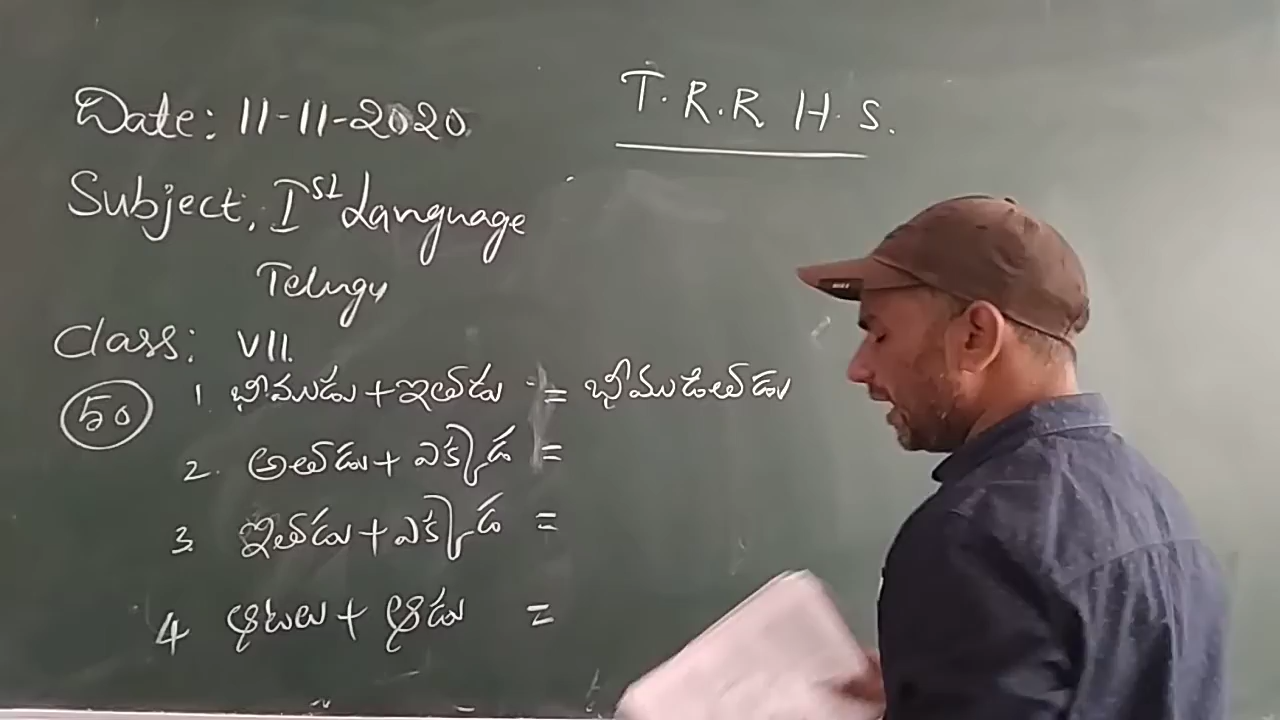 T. R. R H. S.
Date: 11-11-2020
Subject: Ist Language
Telugu
Class: VII.
50
1. భీముడు + ఇతడు = భీముడితడు
2. అతడు + ఎక్కడ =
3. ఇతడు + ఎక్కడ =
4 ఆటలు + ఆడు =